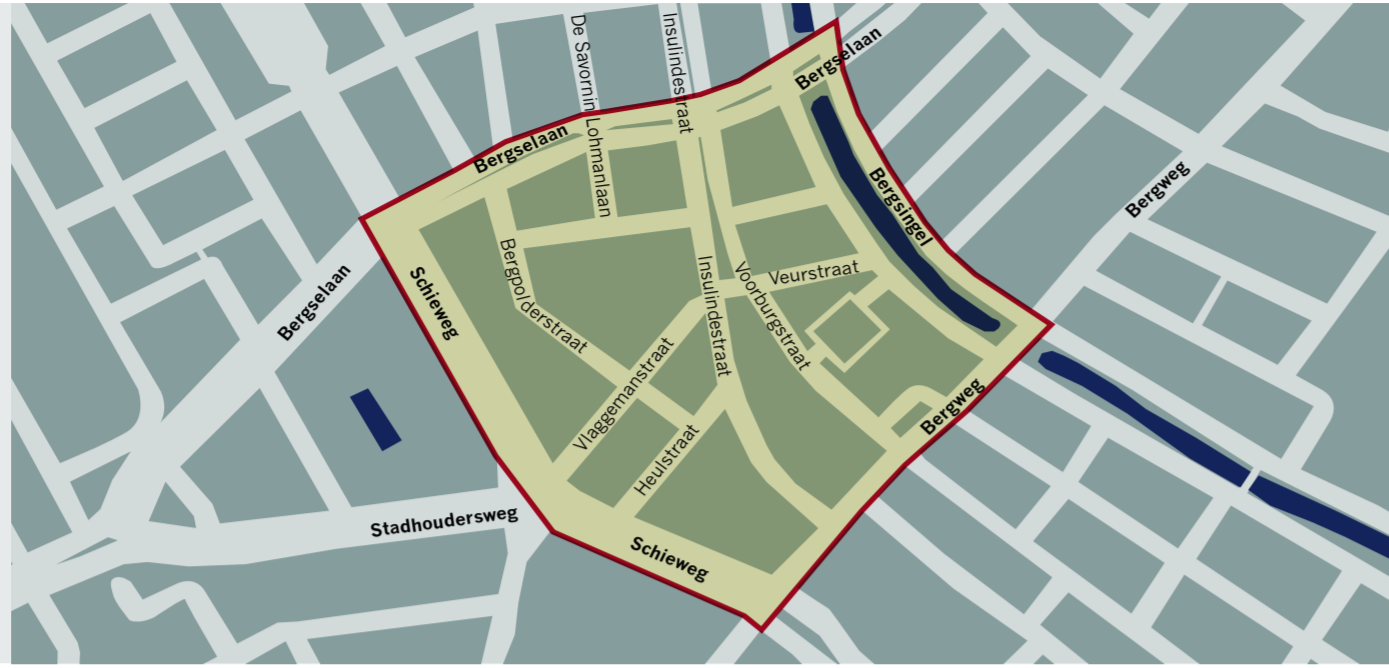 De Savornin Lohmanlaan
Insulindestraat
Bergselaan
Bergselaan
Bergweg
Bergsingel
Bergselaan
Schieweg
Bergpolderstraat
Insulindestraat
Voorburgstraat
Veurstraat
Vlaggemanstraat
Heulstraat
Bergweg
Stadhoudersweg
Schieweg